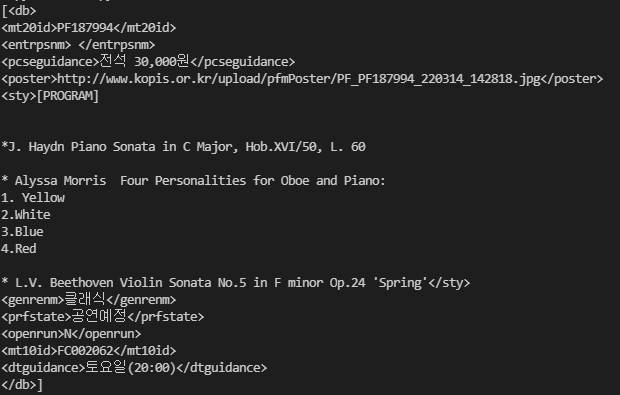 [<db>
<mt20id>PF187994</mt20id>
<entrpsnm> </entrpsnm>
<pcseguidance>전석 30,000원</pcseguidance>
<poster>http://www.kopis.or.kr/upload/pfmPoster/PF_PF187994_220314_142818.jpg</poster>
<sty>[PROGRAM]
*J. Haydn Piano Sonata in C Major, Hob.XVI/50, L. 60
* Alyssa Morris  Four Personalities for Oboe and Piano:
1. Yellow
2.White
3.Blue
4.Red
* L.V. Beethoven Violin Sonata No.5 in F minor Op.24 'Spring'</sty>
<genrenm>클래식</genrenm>
<prfstate>공연예정</prfstate>
<openrun>N</openrun>
<mt10id>FC002062</mt10id>
<dtguidance>토요일(20:00)</dtguidance>
</db>]